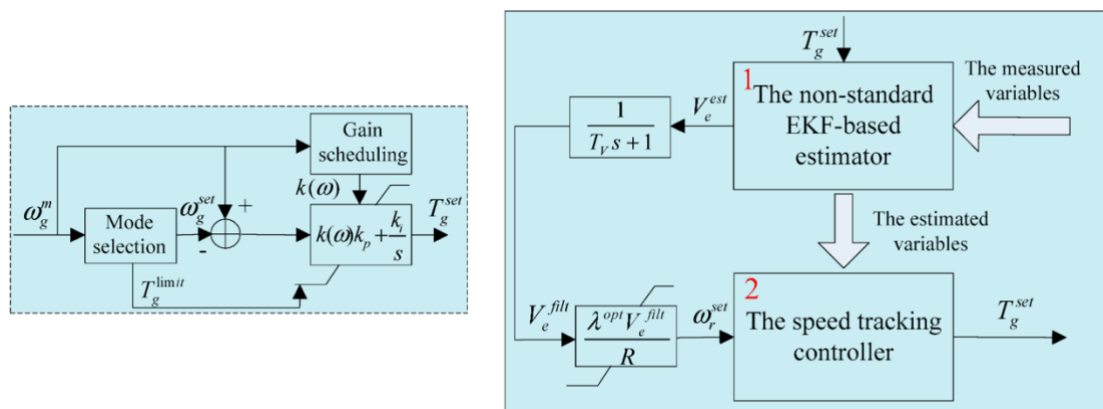 Gain
scheduling
k(ω)
ω_g^m
Mode
selection
ω_g^{set}
+
-
k(ω)k_p + k_i/s
T_g^{set}
T_g^{limit}
T_g^{set}
1
The non-standard
EKF-based
estimator
The measured
variables
V_e^{est}
1/(T_V s+1)
The estimated
variables
V_e^{filt}
λ^{opt}V_e^{filt}/R
ω_r^{set}
2
The speed tracking
controller
T_g^{set}